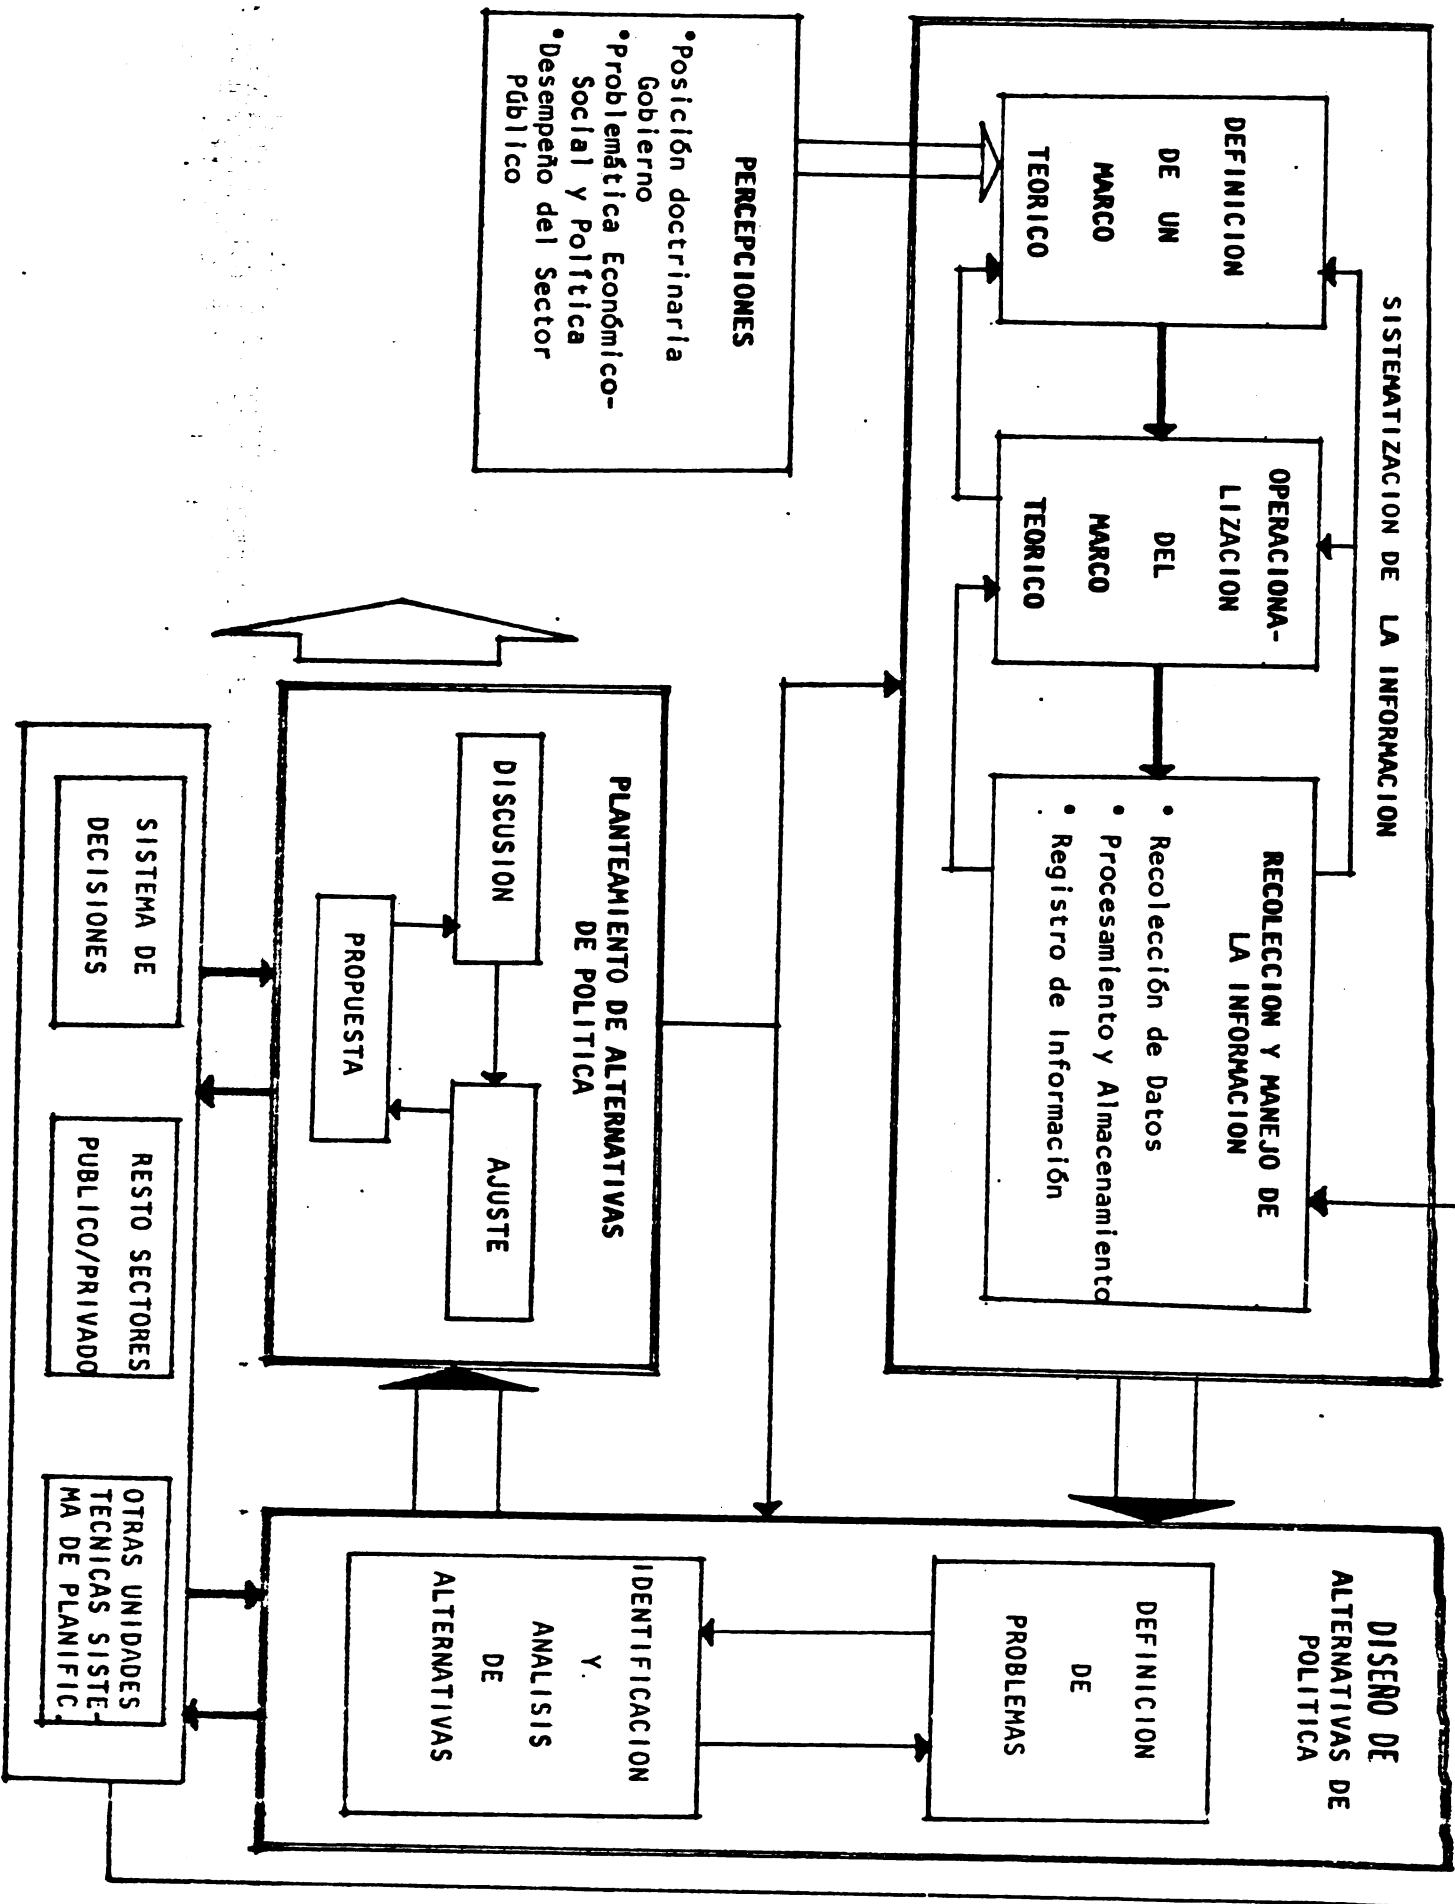 SISTEMATIZACION DE LA INFORMACION
DEFINICION
DE UN
MARCO
TEORICO
OPERACIONA-
LIZACION
DEL
MARCO
TEORICO
RECOLECCION Y MANEJO DE
LA INFORMACION
• Recolección de Datos
• Procesamiento y Almacenamiento
• Registro de Información
DISEÑO DE
ALTERNATIVAS DE
POLITICA
DEFINICION
DE
PROBLEMAS
IDENTIFICACION
Y
ANALISIS
DE
ALTERNATIVAS
PERCEPCIONES
•Posición doctrinaria
Gobierno
•Problemática Económico-
Social y Política
•Desempeño del Sector
Público
PLANTEAMIENTO DE ALTERNATIVAS
DE POLITICA
DISCUSION
AJUSTE
PROPUESTA
SISTEMA DE
DECISIONES
RESTO SECTORES
PUBLICO/PRIVADO
OTRAS UNIDADES
TECNICAS SISTE-
MA DE PLANIFIC.